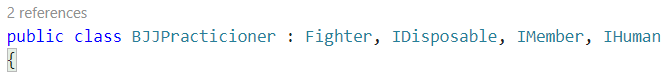 2 references
public class BJJPracticioner : Fighter, IDisposable, IMember, IHuman
{